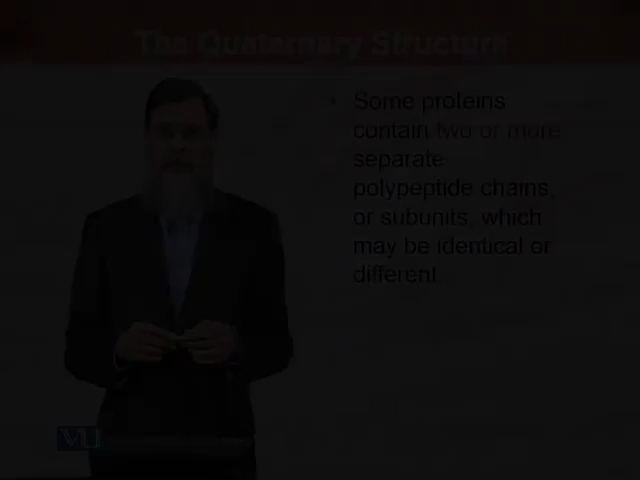 The Quaternary Structure
• Some proteins
contain two or more
separate
polypeptide chains,
or subunits, which
may be identical or
different
VU